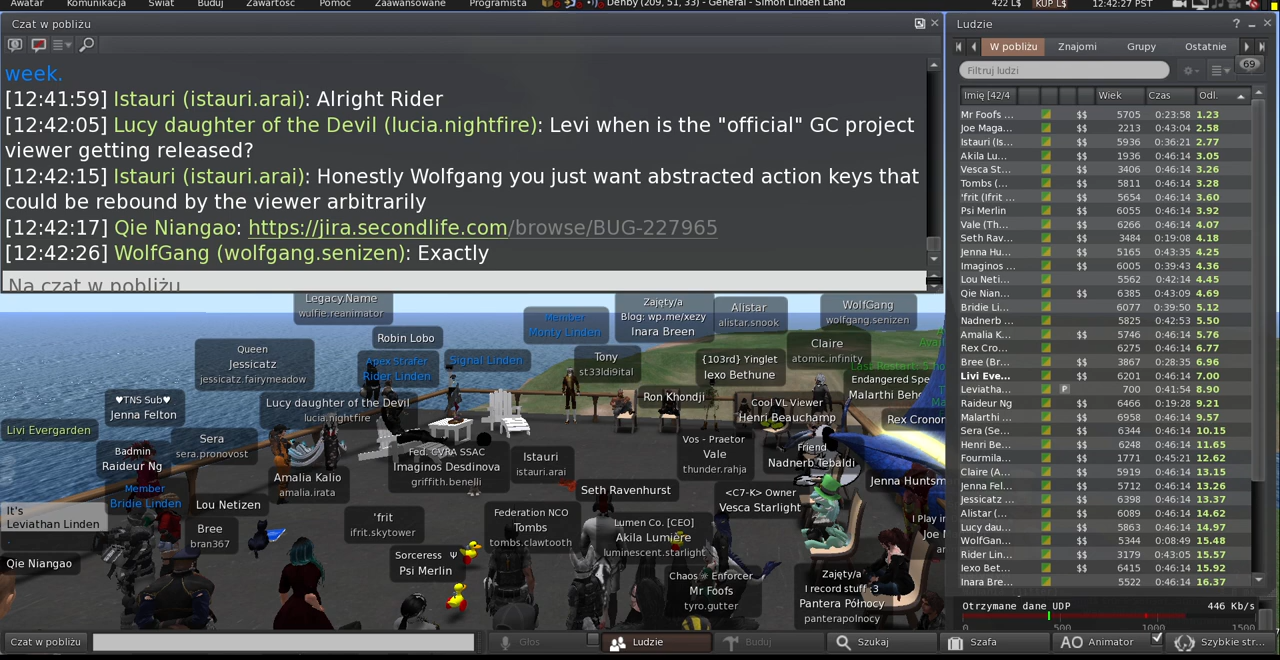 Awatar Komunikacja Świat Buduj Zawartość Pomoc Zaawansowane Programista Denby (209, 51, 33) - General - Simon Linden Land 422 L$ KUP L$ 12:42:27 PST
Czat w pobliżu
week.
[12:41:59] Istauri (istauri.arai): Alright Rider
[12:42:05] Lucy daughter of the Devil (lucia.nightfire): Levi when is the "official" GC project
viewer getting released?
[12:42:15] Istauri (istauri.arai): Honestly Wolfgang you just want abstracted action keys that
could be rebound by the viewer arbitrarily
[12:42:17] Qie Niangao: https://jira.secondlife.com/browse/BUG-227965
[12:42:26] WolfGang (wolfgang.senizen): Exactly
Na czat w pobliżu
Legacy.Name
wulfie.reanimator
Robin Lobo
Member
Monty Linden
Zajęty/a
Blog: wp.me/xezy
Inara Breen
Alistar
alistar.snook
WolfGang
wolfgang.senizen
Queen
Jessicatz
jessicatz.fairymeadow
Apex Strafer
Rider Linden
Signal Linden
Tony
st33ldi9ital
{103rd} Yinglet
Iexo Bethune
Claire
atomic.infinity
Endangered Spe
Malarthi Behe
♥TNS Sub♥
Jenna Felton
Lucy daughter of the Devil
lucia.nightfire
Ron Khondji
Cool VL Viewer
Henri Beauchamp
Rex Cronon
Livi Evergarden
Sera
sera.pronovost
Badmin
Raideur Ng
Fed. CyRA SSAC
Imaginos Desdinova
griffith.benelli
Istauri
istauri.arai
Vos - Praetor
Vale
thunder.rahja
Friend
Nadnerb Tebaldi
Jenna Huntsm
Amalia Kalio
amalia.irata
Seth Ravenhurst
<C7-K> Owner
Vesca Starlight
Member
Bridie Linden
Lou Netizen
It's
Leviathan Linden
Bree
bran367
'frit
ifrit.skytower
Federation NCO
Tombs
tombs.clawtooth
Lumen Co. [CEO]
Akila Lumière
luminescent.starlight
I Play in
Joe M
Qie Niangao
Sorceress Ψ
Psi Merlin
Chaos ✳ Enforcer
Mr Foofs
tyro.gutter
Zajęty/a
I record stuff :3
Pantera Północy
panterapolnocy
Ludzie
? _ ×
W pobliżu Znajomi Grupy Ostatnie
Filtruj ludzi 69
Imię [42/4 Wiek Czas Odl.
Mr Foofs ... $$ 5705 0:23:58 1.23
Joe Maga... $$ 2213 0:43:04 2.58
Istauri (Is... $$ 5936 0:36:21 2.77
Akila Lu... $$ 1936 0:46:14 3.05
Vesca St... $$ 3406 0:46:14 3.26
Tombs (... $$ 5811 0:46:14 3.28
'frit (Ifrit ... $$ 5654 0:46:14 3.60
Psi Merlin $$ 6055 0:46:14 3.92
Vale (Th... $$ 6266 0:46:14 4.07
Seth Rav... $$ 3484 0:19:08 4.18
Jenna Hu... $$ 5165 0:43:35 4.25
Imaginos ... $$ 6005 0:39:43 4.36
Lou Neti... 5562 0:42:14 4.45
Qie Nian... $$ 6385 0:43:09 4.69
Bridie Li... 6077 0:39:50 5.12
Nadnerb ... 5825 0:42:53 5.50
Amalia K... $$ 5746 0:46:14 5.76
Rex Cro... 6275 0:46:14 6.77
Bree (Br... $$ 3867 0:28:35 6.96
Livi Eve... $$ 6201 0:46:14 7.00
Leviatha... P 700 0:41:54 8.90
Raideur Ng $$ 6466 0:19:28 9.21
Malarthi ... $$ 6958 0:46:14 9.57
Sera (Se... $$ 6344 0:46:14 10.15
Henri Be... $$ 6248 0:46:14 11.65
Fourmila... $$ 1771 0:45:21 12.62
Claire (A... $$ 5919 0:46:14 13.15
Jenna Fel... $$ 5712 0:46:14 13.26
Jessicatz ... $$ 6398 0:46:14 13.37
Alistar (... $$ 6089 0:46:14 14.62
Lucy dau... $$ 5863 0:46:14 14.97
WolfGan... $$ 5344 0:08:49 15.48
Rider Lin... $$ 3179 0:43:05 15.57
Iexo Bet... $$ 6415 0:46:14 15.92
Inara Bre... 5522 0:46:14 16.37
Otrzymane dane UDP 446 Kb/s
0 500 1000 1500
Czat w pobliżu Głos Ludzie Buduj Szukaj Szafa AO Animator Szybkie str...